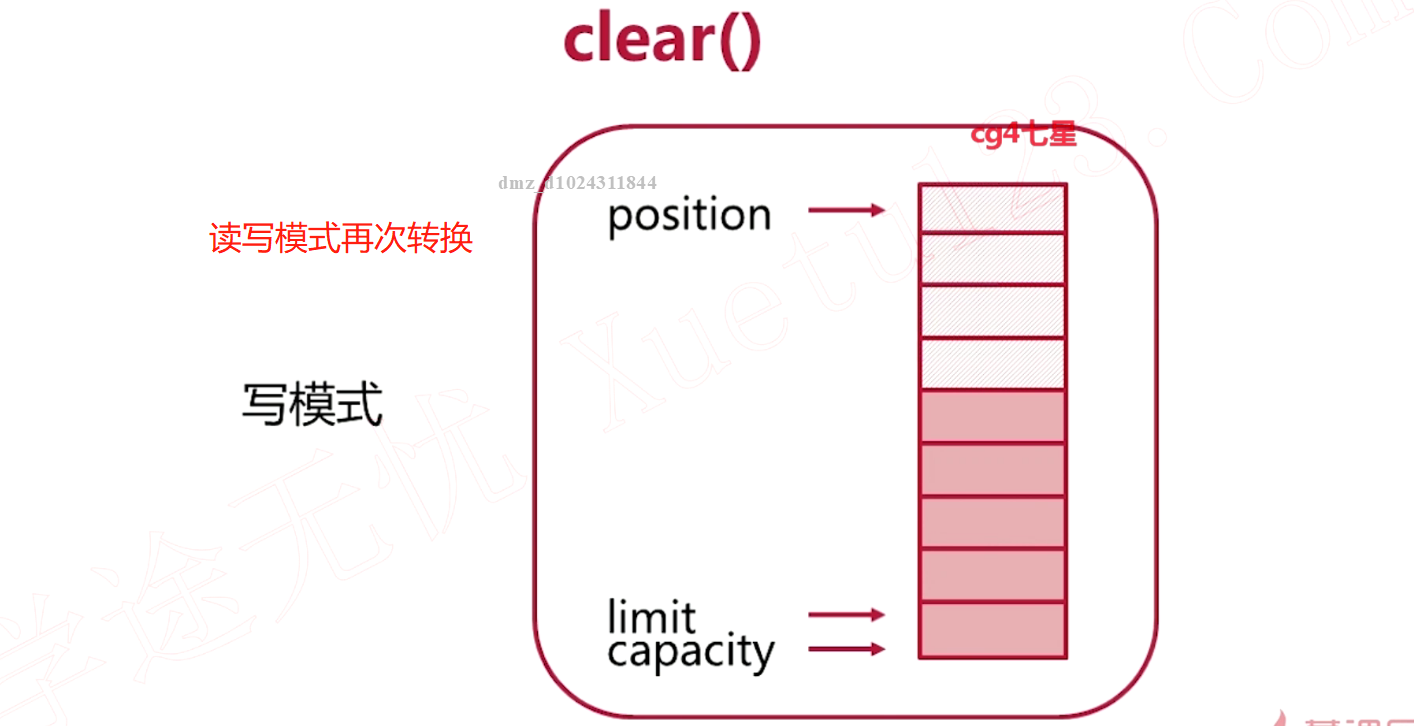 clear()
cg4七星
dmz_d1024311844
position
读写模式再次转换
写模式
limit
capacity
学途无忧 Xuetu123.Com